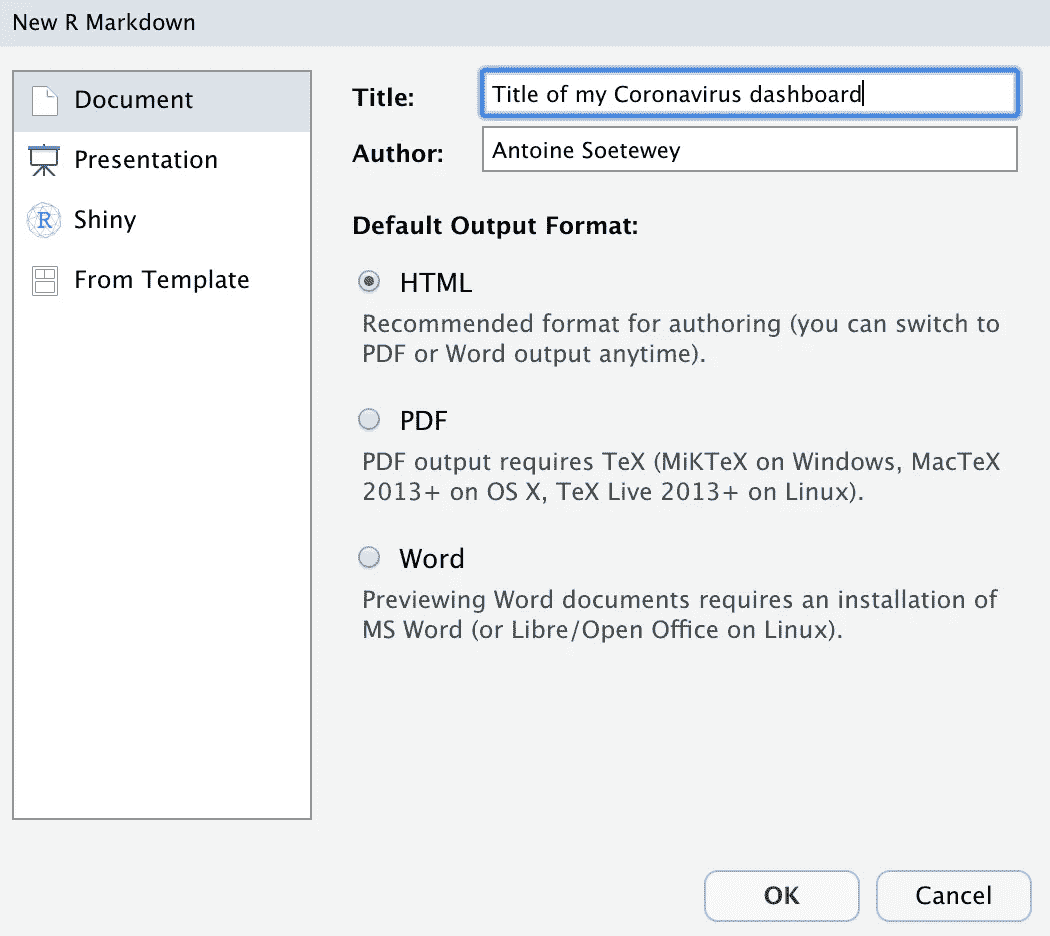 New R Markdown
Document
Presentation
R Shiny
From Template
Title: Title of my Coronavirus dashboard
Author: Antoine Soetewey
Default Output Format:
HTML
Recommended format for authoring (you can switch to
PDF or Word output anytime).
PDF
PDF output requires TeX (MiKTeX on Windows, MacTeX
2013+ on OS X, TeX Live 2013+ on Linux).
Word
Previewing Word documents requires an installation of
MS Word (or Libre/Open Office on Linux).
OK Cancel